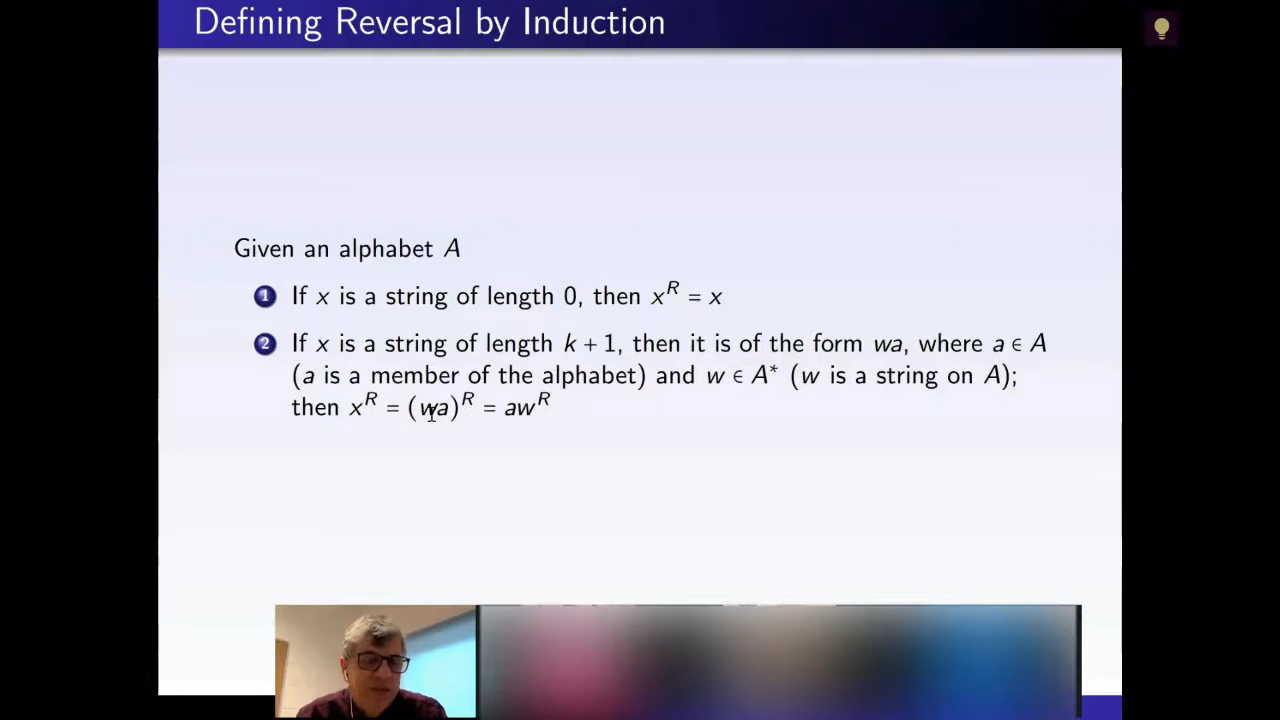 Defining Reversal by Induction
Given an alphabet A
1 If x is a string of length 0, then x^R = x
2 If x is a string of length k + 1, then it is of the form wa, where a ∈ A
(a is a member of the alphabet) and w ∈ A* (w is a string on A);
then x^R = (wa)^R = aw^R